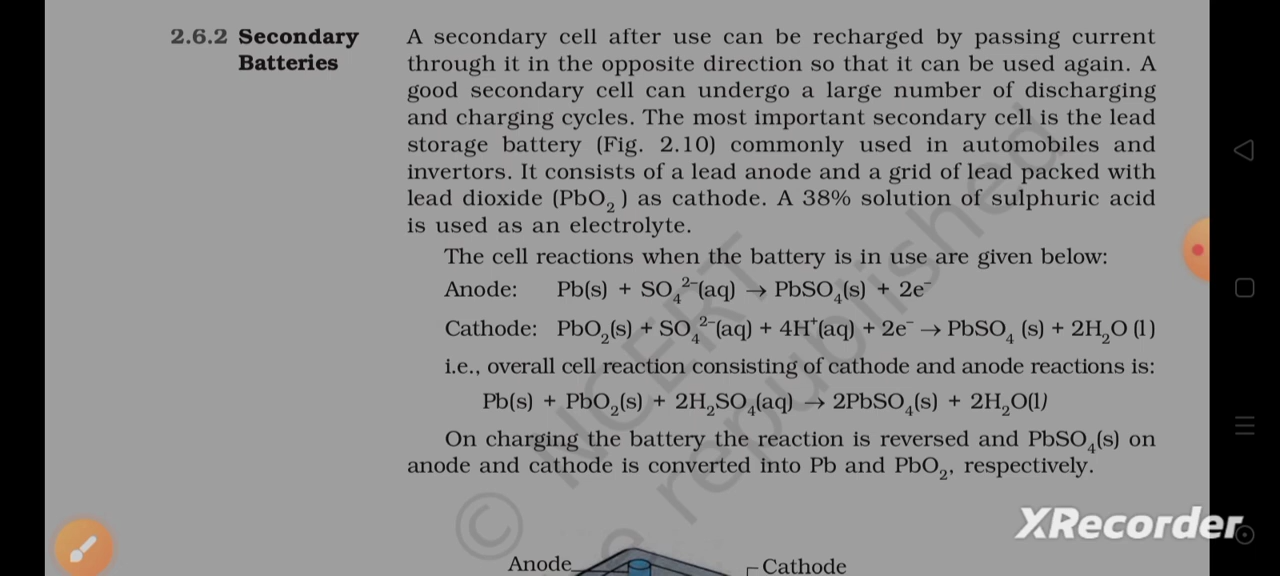 2.6.2 Secondary
Batteries
A secondary cell after use can be recharged by passing current
through it in the opposite direction so that it can be used again. A
good secondary cell can undergo a large number of discharging
and charging cycles. The most important secondary cell is the lead
storage battery (Fig. 2.10) commonly used in automobiles and
invertors. It consists of a lead anode and a grid of lead packed with
lead dioxide (PbO₂ ) as cathode. A 38% solution of sulphuric acid
is used as an electrolyte.
The cell reactions when the battery is in use are given below:
Anode: Pb(s) + SO₄²⁻(aq) → PbSO₄(s) + 2e⁻
Cathode: PbO₂(s) + SO₄²⁻(aq) + 4H⁺(aq) + 2e⁻ → PbSO₄ (s) + 2H₂O (l)
i.e., overall cell reaction consisting of cathode and anode reactions is:
Pb(s) + PbO₂(s) + 2H₂SO₄(aq) → 2PbSO₄(s) + 2H₂O(l)
On charging the battery the reaction is reversed and PbSO₄(s) on
anode and cathode is converted into Pb and PbO₂, respectively.
© NCERT
republished
XRecorder
Anode
Cathode